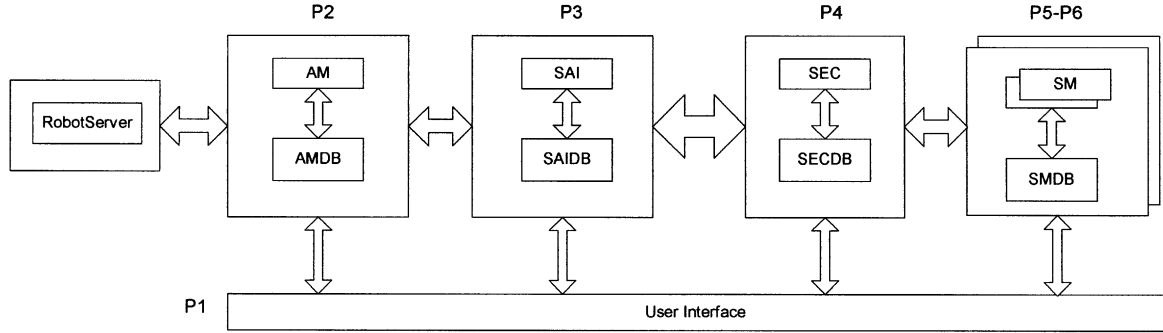 P2
P3
P4
P5-P6
AM
SAI
SEC
SM
RobotServer
AMDB
SAIDB
SECDB
SMDB
P1
User Interface